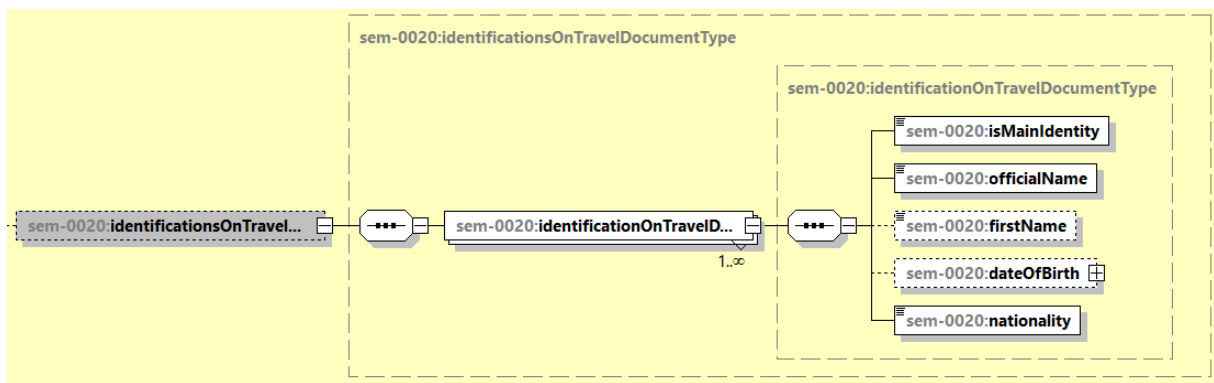 sem-0020:identificationsOnTravelDocumentType
sem-0020:identificationOnTravelDocumentType
sem-0020:isMainIdentity
sem-0020:officialName
sem-0020:identificationsOnTravel...
sem-0020:identificationOnTravelD...
sem-0020:firstName
1..∞
sem-0020:dateOfBirth
sem-0020:nationality